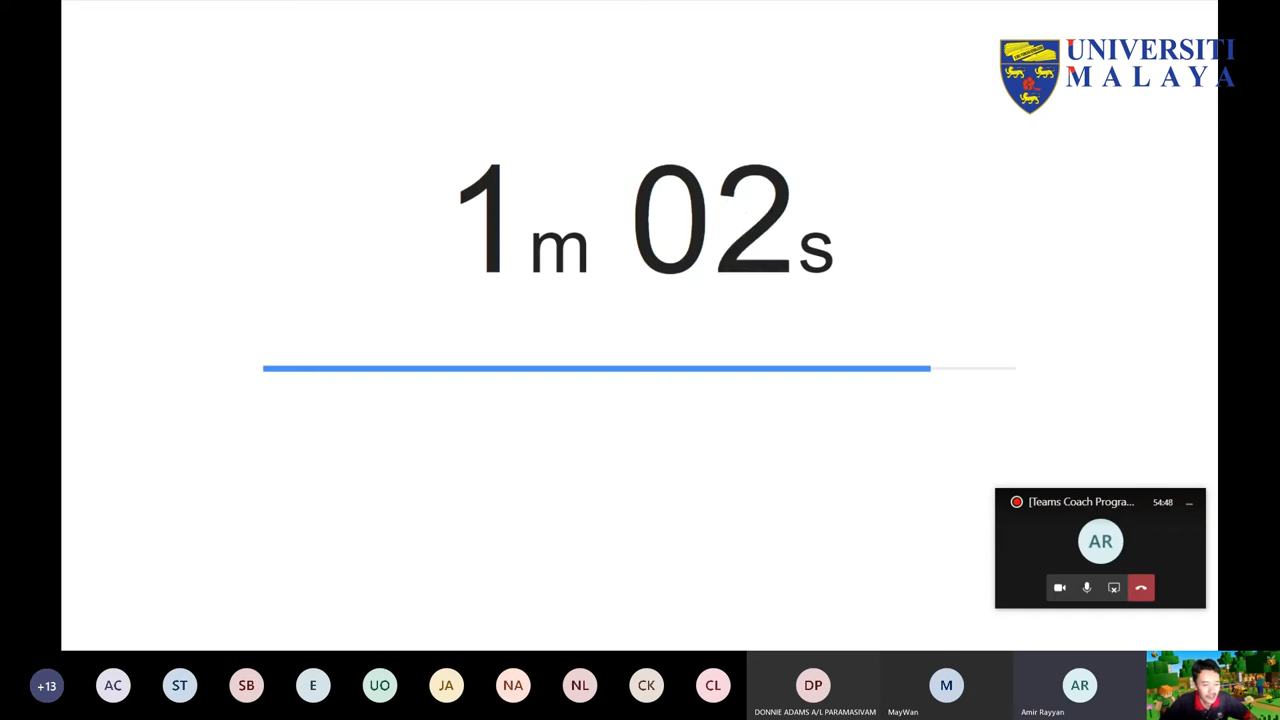 UNIVERSITI
MALAYA
1m 02s
[Teams Coach Progra... 54:48
AR
+13 AC ST SB E UO JA NA NL CK CL DP M AR
DONNIE ADAMS A/L PARAMASIVAM MayWan Amir Rayyan